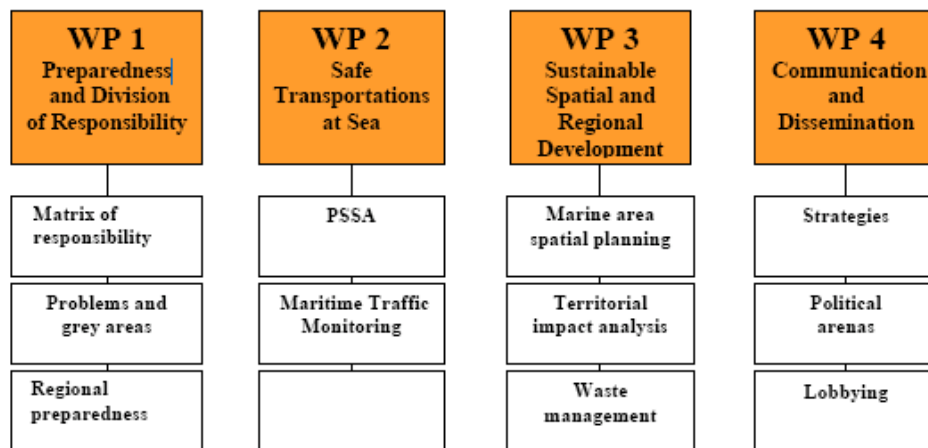 WP 1
Preparedness
and Division
of Responsibility
Matrix of
responsibility
Problems and
grey areas
Regional
preparedness
WP 2
Safe
Transportations
at Sea
PSSA
Maritime Traffic
Monitoring
WP 3
Sustainable
Spatial and
Regional
Development
Marine area
spatial planning
Territorial
impact analysis
Waste
management
WP 4
Communication
and
Dissemination
Strategies
Political
arenas
Lobbying